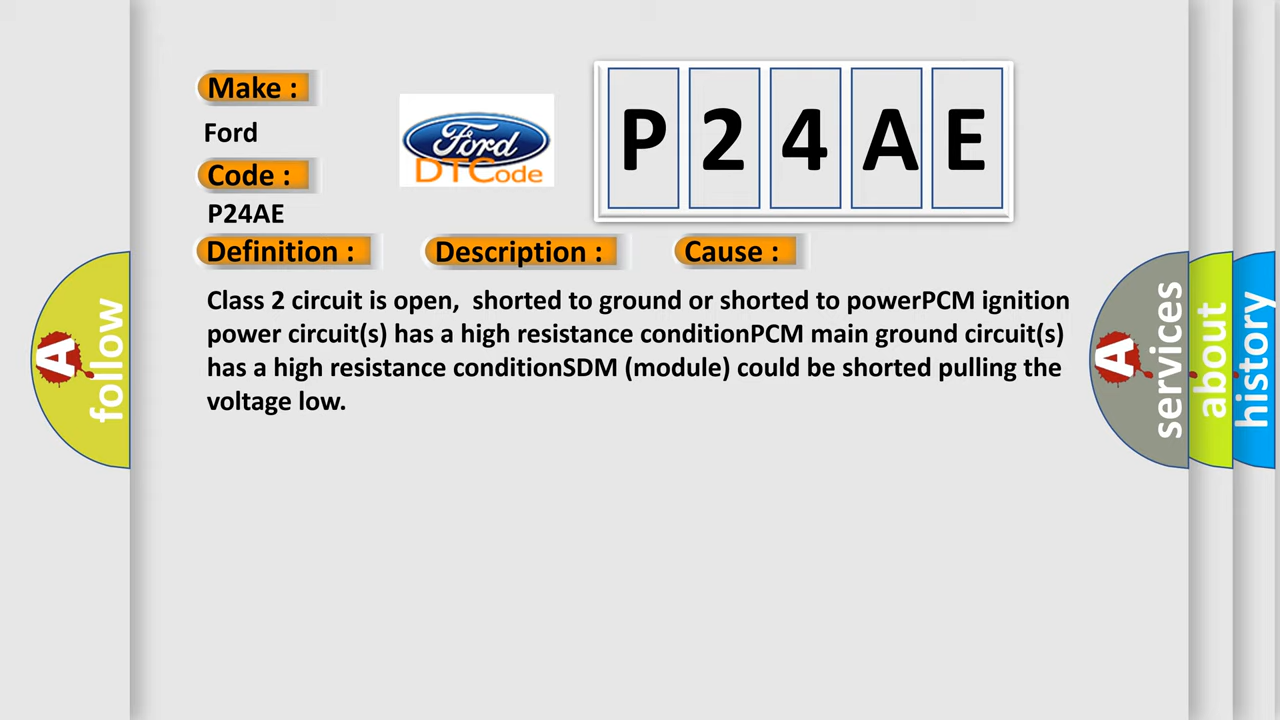 Make :
Ford
Code :
P24AE
Ford
DTCode
P24AE
Definition :
Description :
Cause :
Class 2 circuit is open,  shorted to ground or shorted to powerPCM ignition
power circuit(s) has a high resistance conditionPCM main ground circuit(s)
has a high resistance conditionSDM (module) could be shorted pulling the
voltage low.
A
follow
A
services
about
history